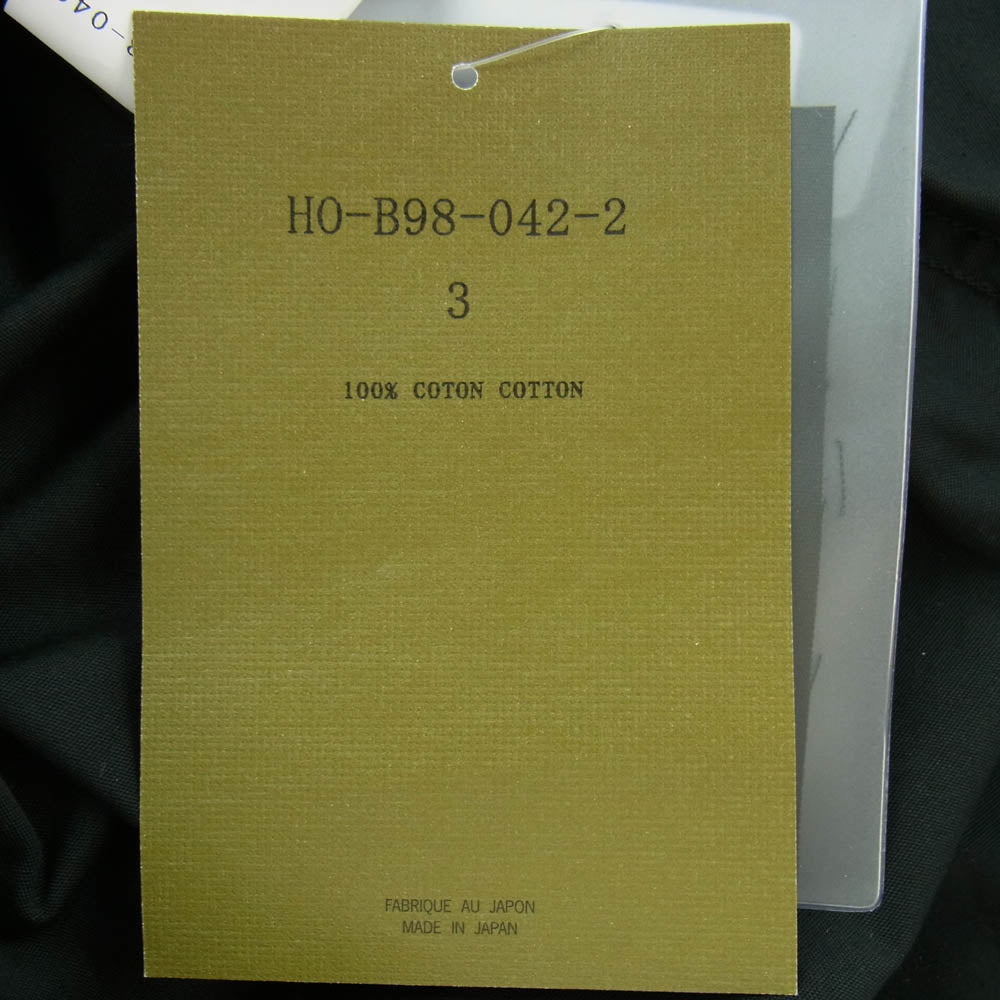 HO-B98-042-2
3
100% COTON COTTON
FABRIQUE AU JAPON
MADE IN JAPAN